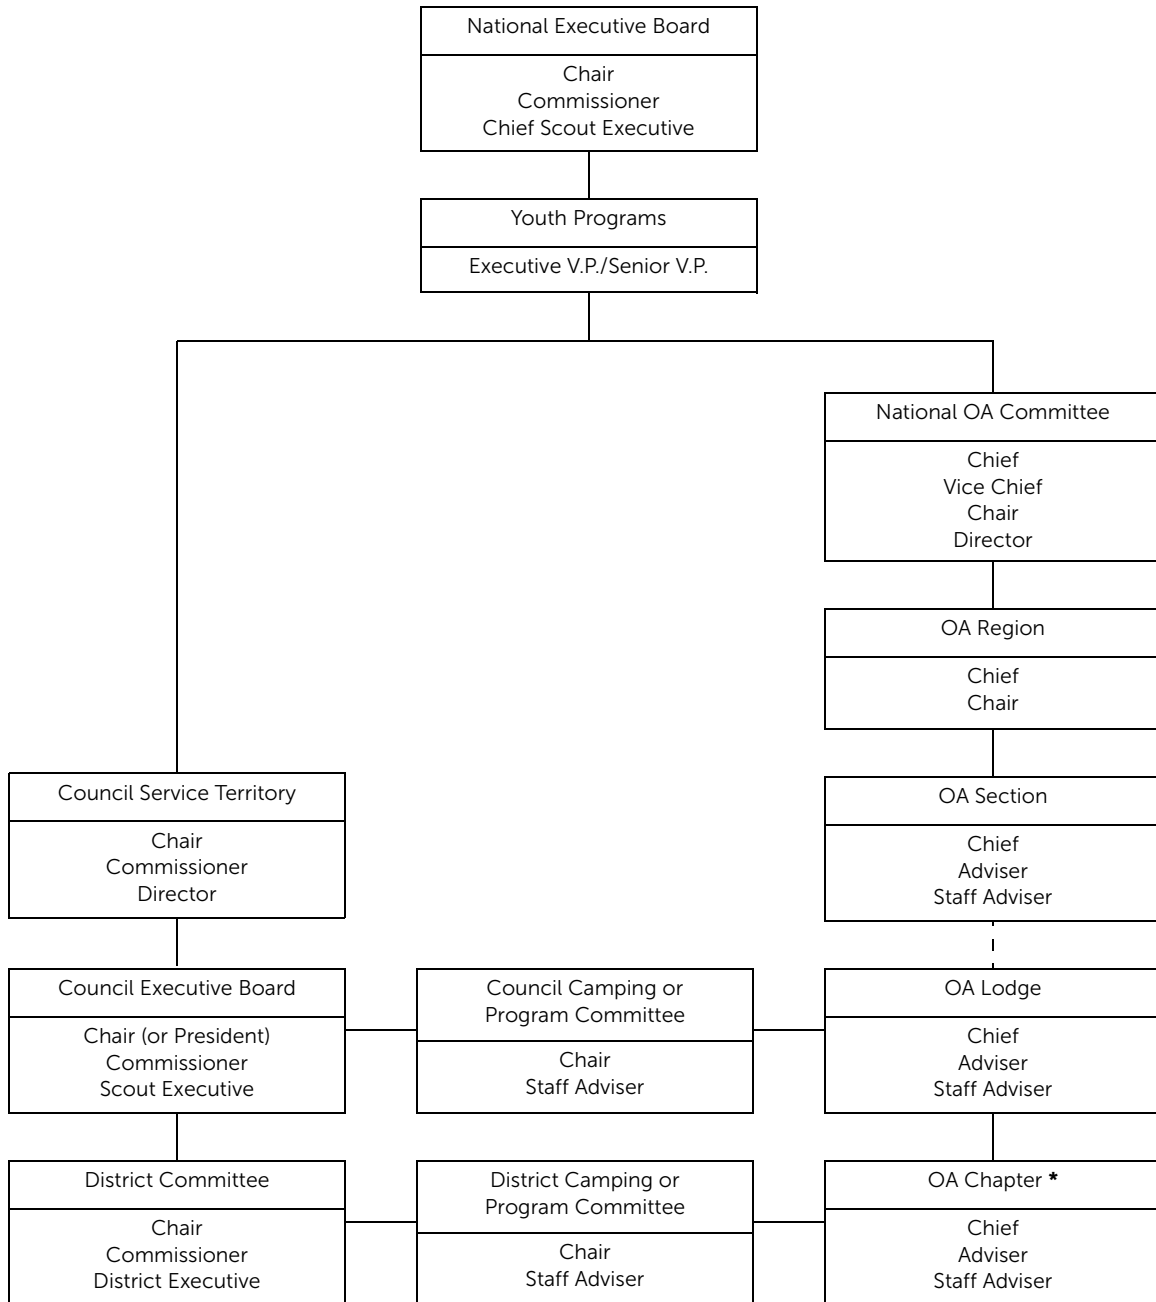 National Executive Board
Chair
Commissioner
Chief Scout Executive
Youth Programs
Executive V.P./Senior V.P.
National OA Committee
Chief
Vice Chief
Chair
Director
OA Region
Chief
Chair
Council Service Territory
Chair
Commissioner
Director
OA Section
Chief
Adviser
Staff Adviser
Council Executive Board
Chair (or President)
Commissioner
Scout Executive
Council Camping or
Program Committee
Chair
Staff Adviser
OA Lodge
Chief
Adviser
Staff Adviser
District Committee
Chair
Commissioner
District Executive
District Camping or
Program Committee
Chair
Staff Adviser
OA Chapter *
Chief
Adviser
Staff Adviser